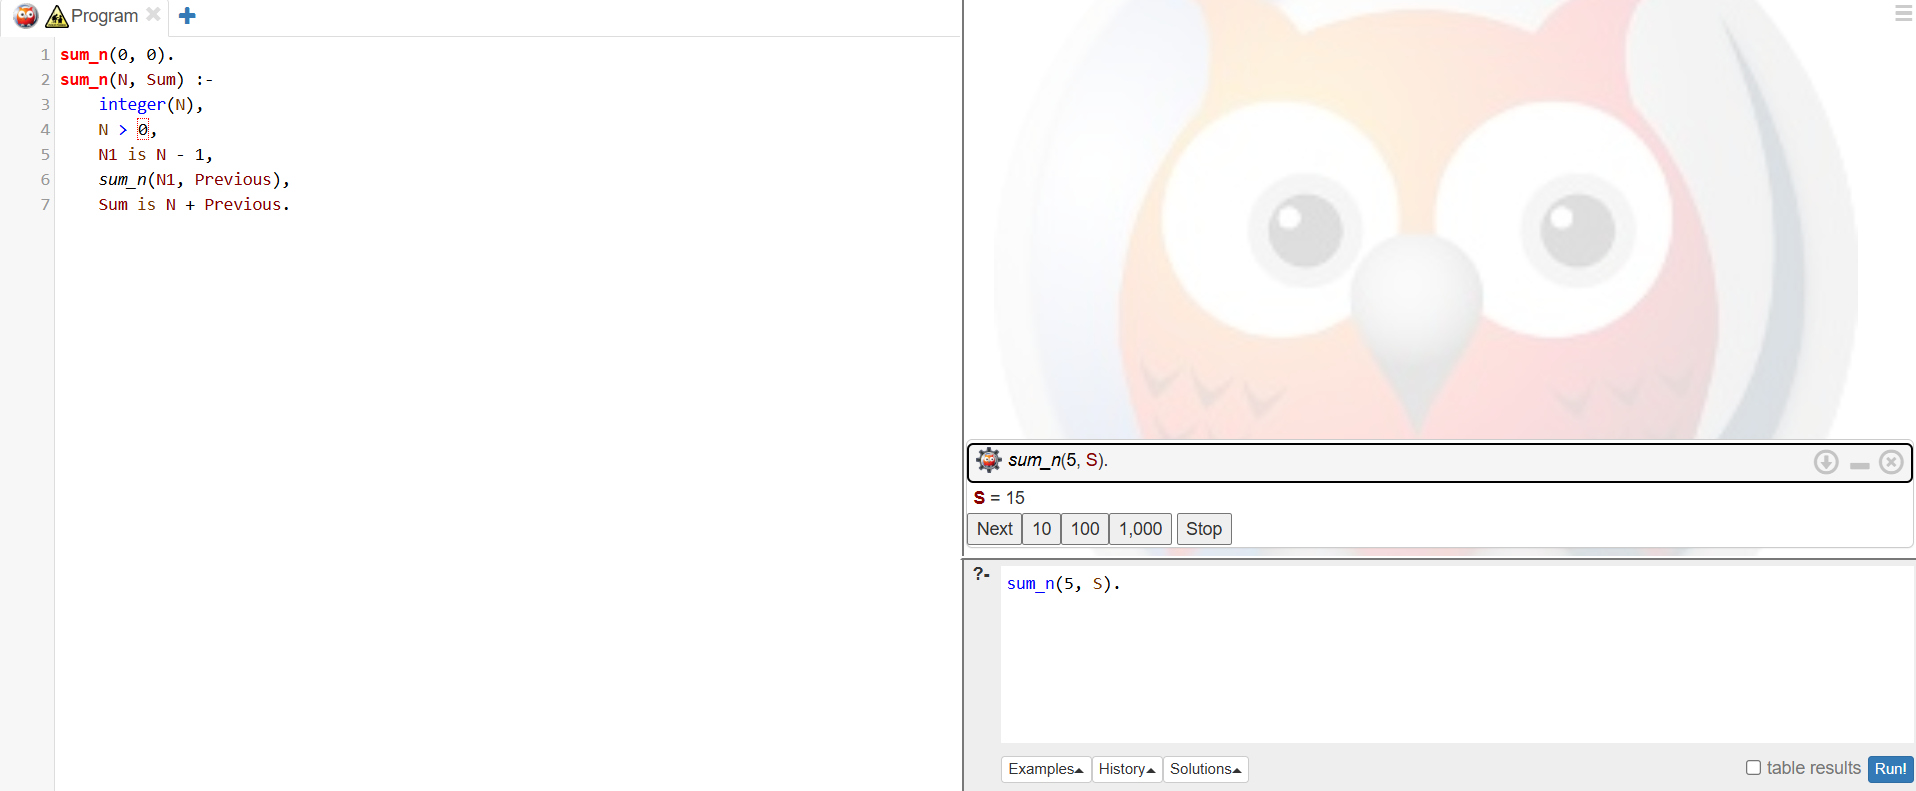 Program
1 sum_n(0, 0).
2 sum_n(N, Sum) :-
3     integer(N),
4     N > 0,
5     N1 is N - 1,
6     sum_n(N1, Previous),
7     Sum is N + Previous.
sum_n(5, S).
S = 15
Next 10 100 1,000 Stop
?- sum_n(5, S).
Examples History Solutions table results Run!